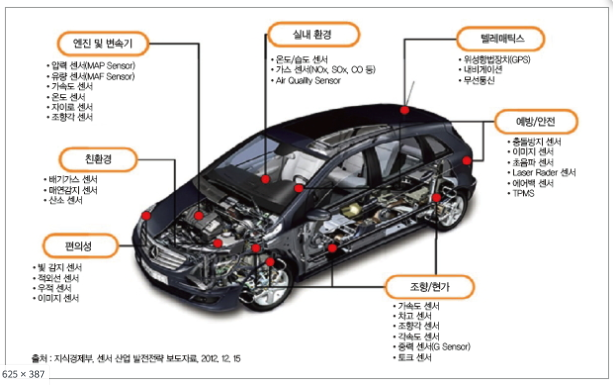 엔진 및 변속기
• 압력 센서(MAP Sensor)
• 유량 센서(MAF Sensor)
• 가속도 센서
• 온도 센서
• 자이로 센서
• 조향각 센서
실내 환경
• 온도/습도 센서
• 가스 센서(NOx, SOx, CO 등)
• Air Quality Sensor
텔레매틱스
• 위성항법장치(GPS)
• 내비게이션
• 무선통신
예방/안전
• 충돌방지 센서
• 이미지 센서
• 초음파 센서
• Laser Rader 센서
• 에어백 센서
• TPMS
친환경
• 배기가스 센서
• 매연감지 센서
• 산소 센서
편의성
• 빛 감지 센서
• 적외선 센서
• 우적 센서
• 이미지 센서
조향/현가
• 가속도 센서
• 차고 센서
• 조향각 센서
• 각속도 센서
• 중력 센서(G Sensor)
• 토크 센서
출처 : 지식경제부, 센서 산업 발전전략 보도자료, 2012. 12. 15
625 × 387